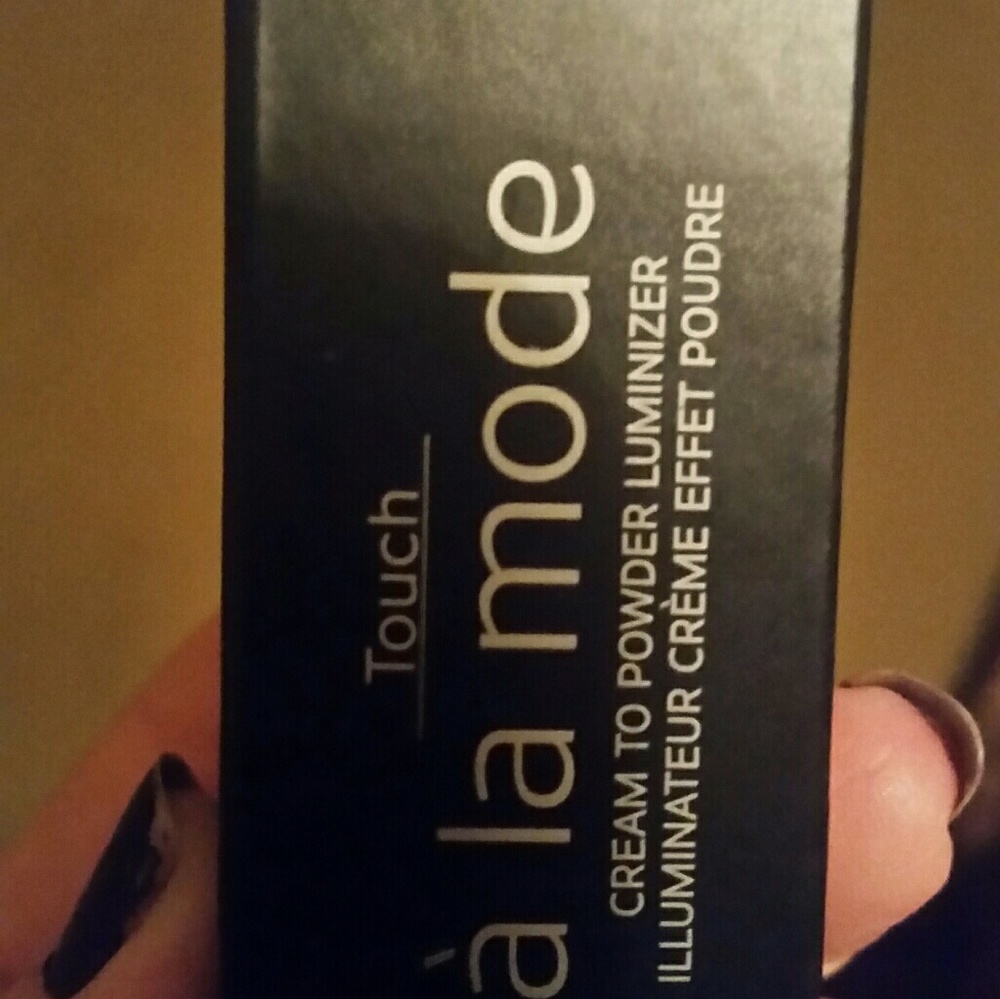 Touch
à la mode
CREAM TO POWDER LUMINIZER
ILLUMINATEUR CRÈME EFFET POUDRE